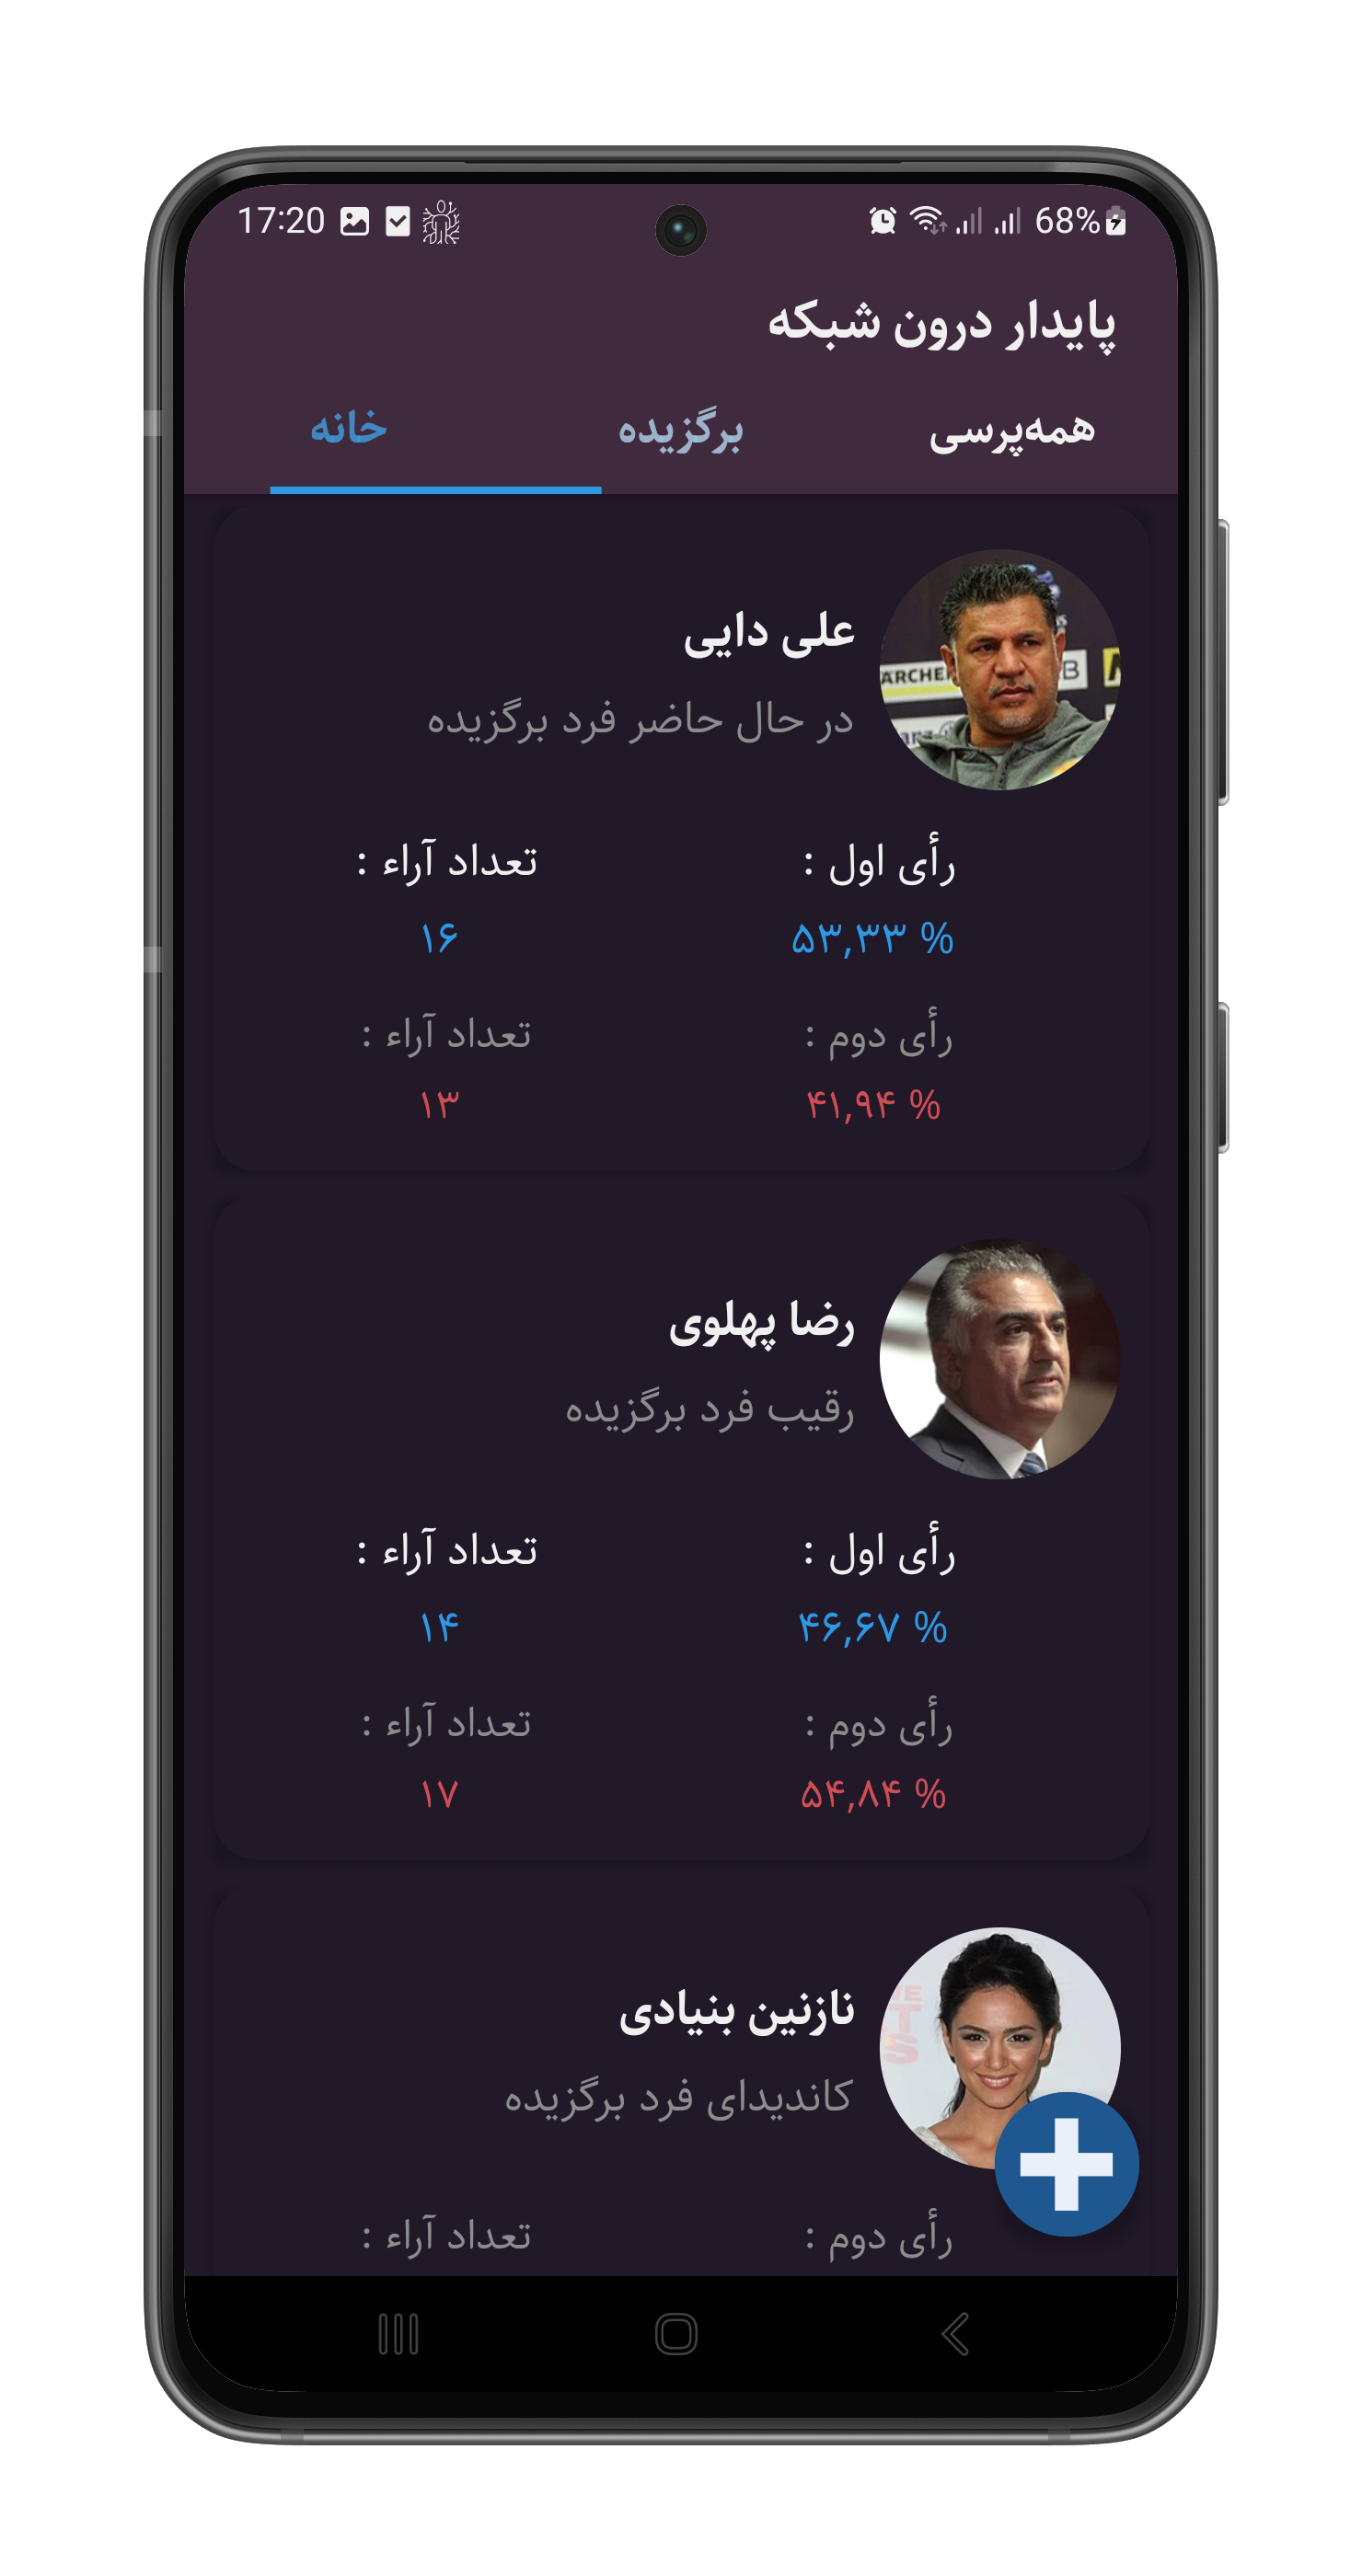 17:20
68%
پایدار درون شبکه
همه‌پرسی برگزیده خانه
ARCHE B
علی دایی
در حال حاضر فرد برگزیده
رأی اول : تعداد آراء :
۵۳,۳۳ % ۱۶
رأی دوم : تعداد آراء :
۴۱,۹۴ % ۱۳
رضا پهلوی
رقیب فرد برگزیده
رأی اول : تعداد آراء :
۴۶,۶۷ % ۱۴
رأی دوم : تعداد آراء :
۵۴,۸۴ % ۱۷
نازنین بنیادی
کاندیدای فرد برگزیده
رأی دوم : تعداد آراء :